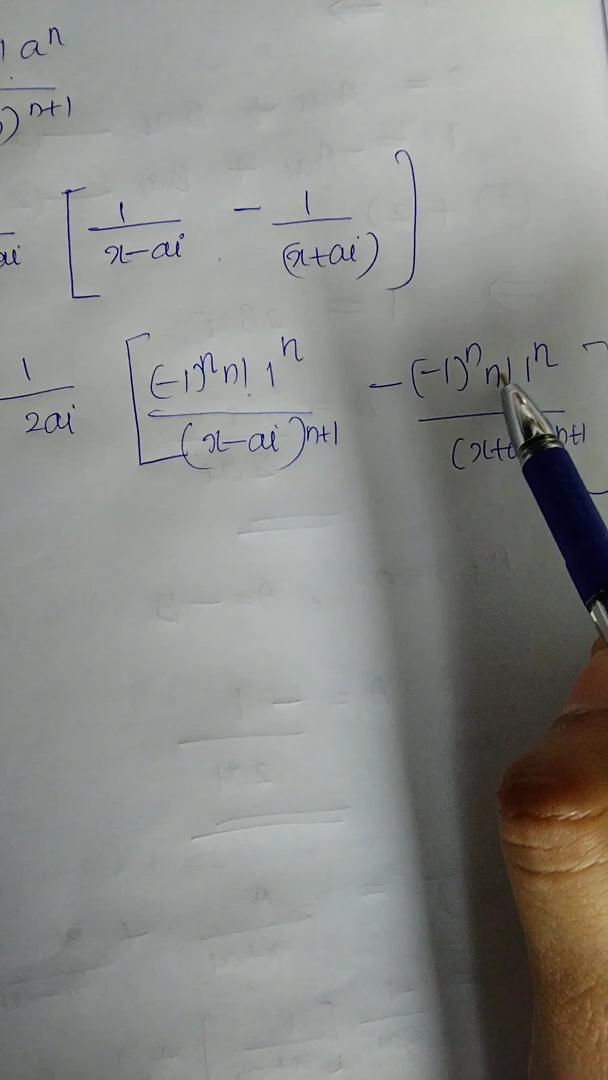 ! a^n
) n+1
ai [ 1 / x-ai - 1 / (x+ai) ]
1 / 2ai [ (-1)^n n! 1^n / (x-ai)^n+1 - (-1)^n n! 1^n / (x+ n+1 ]